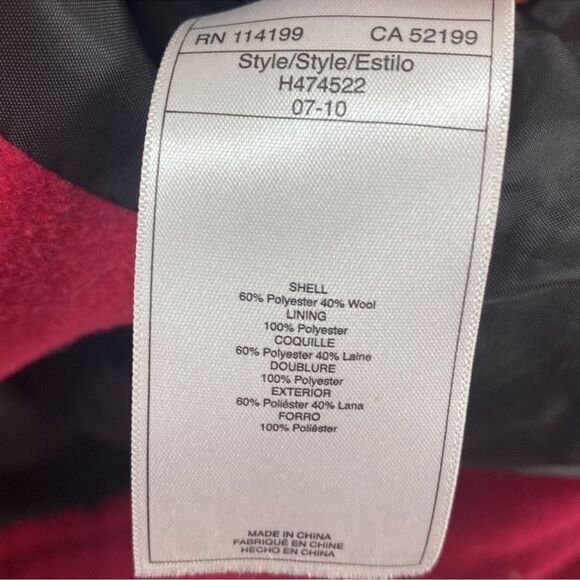 RN 114199 CA 52199
Style/Style/Estilo
H474522
07-10
SHELL
60% Polyester 40% Wool
LINING
100% Polyester
COQUILLE
60% Polyester 40% Laine
DOUBLURE
100% Polyester
EXTERIOR
60% Poliéster 40% Lana
FORRO
100% Poliéster
MADE IN CHINA
FABRIQUÉ EN CHINE
HECHO EN CHINA